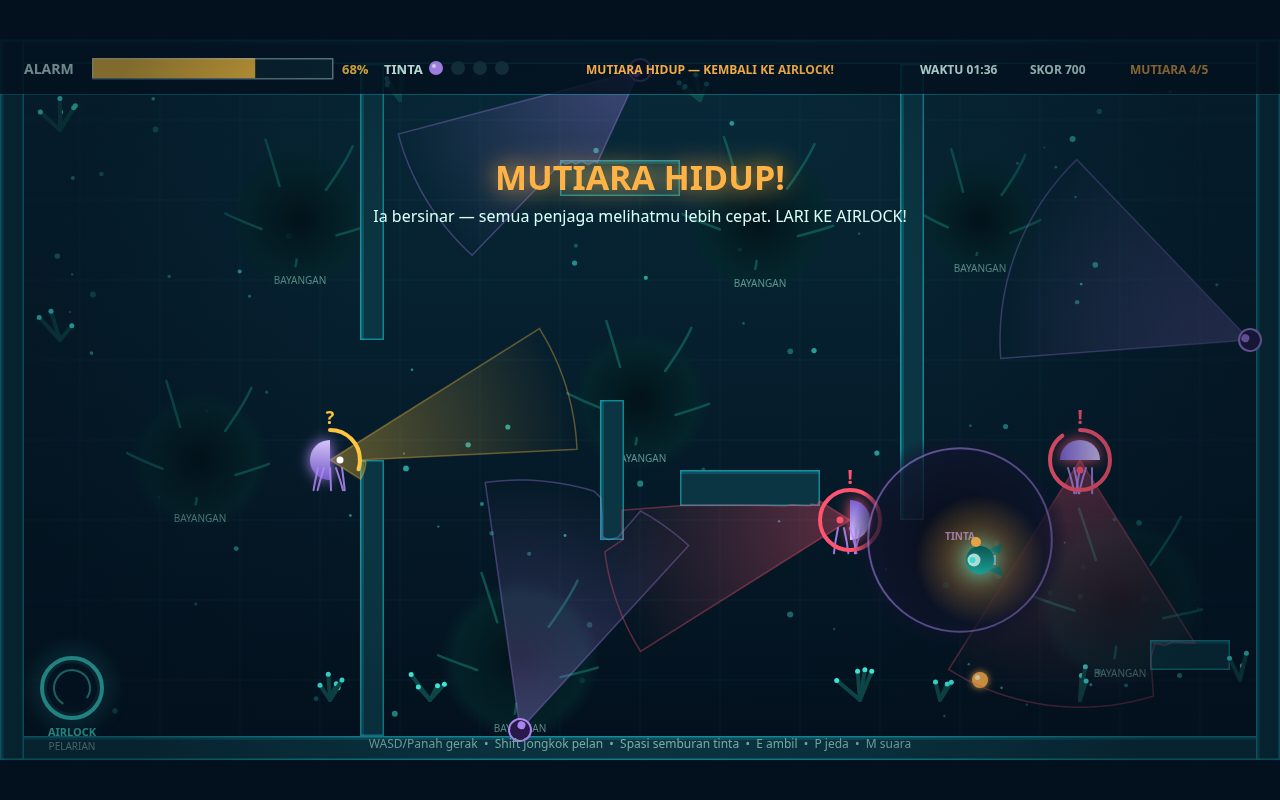 ALARM 68% TINTA MUTIARA HIDUP — KEMBALI KE AIRLOCK! WAKTU 01:36 SKOR 700 MUTIARA 4/5
MUTIARA HIDUP!
Ia bersinar — semua penjaga melihatmu lebih cepat. LARI KE AIRLOCK!
BAYANGAN
BAYANGAN
BAYANGAN
?
!
BAYANGAN
!
BAYANGAN
TINTA
BAYANGAN
AIRLOCK
PELARIAN
WASD/Panah gerak • Shift jongkok pelan • Spasi semburan tinta • E ambil • P jeda • M suara